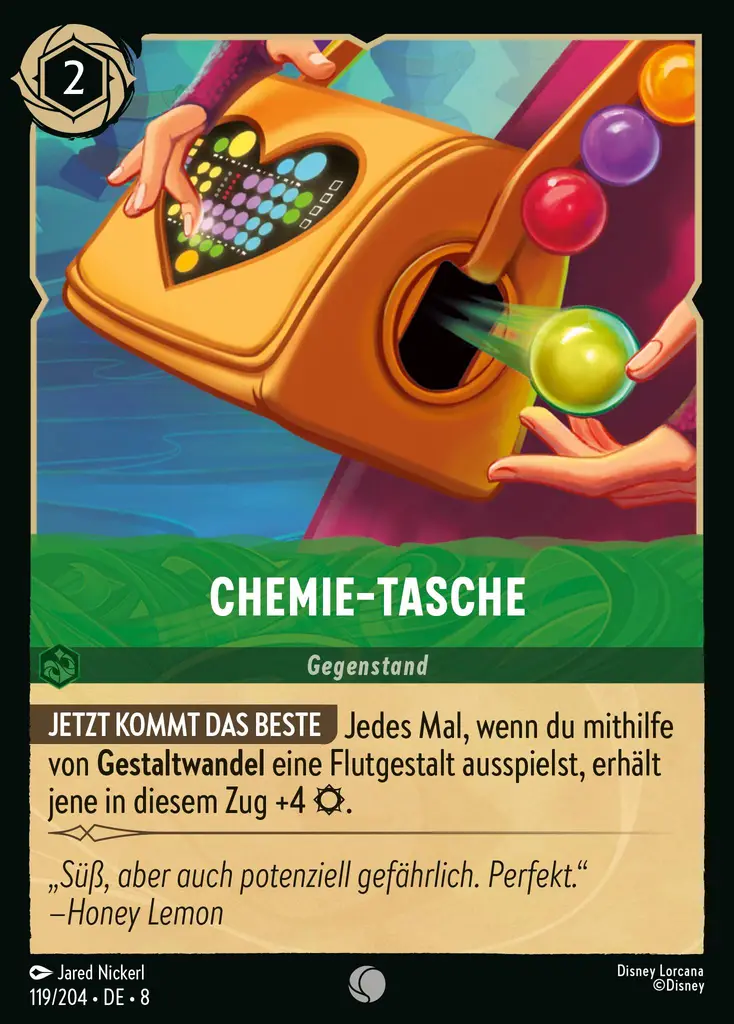 2
CHEMIE-TASCHE
Gegenstand
JETZT KOMMT DAS BESTE Jedes Mal, wenn du mithilfe
von Gestaltwandel eine Flutgestalt ausspielst, erhält
jene in diesem Zug +4 .
„Süß, aber auch potenziell gefährlich. Perfekt.“
–Honey Lemon
Jared Nickerl
Disney Lorcana
119/204 • DE • 8
©Disney